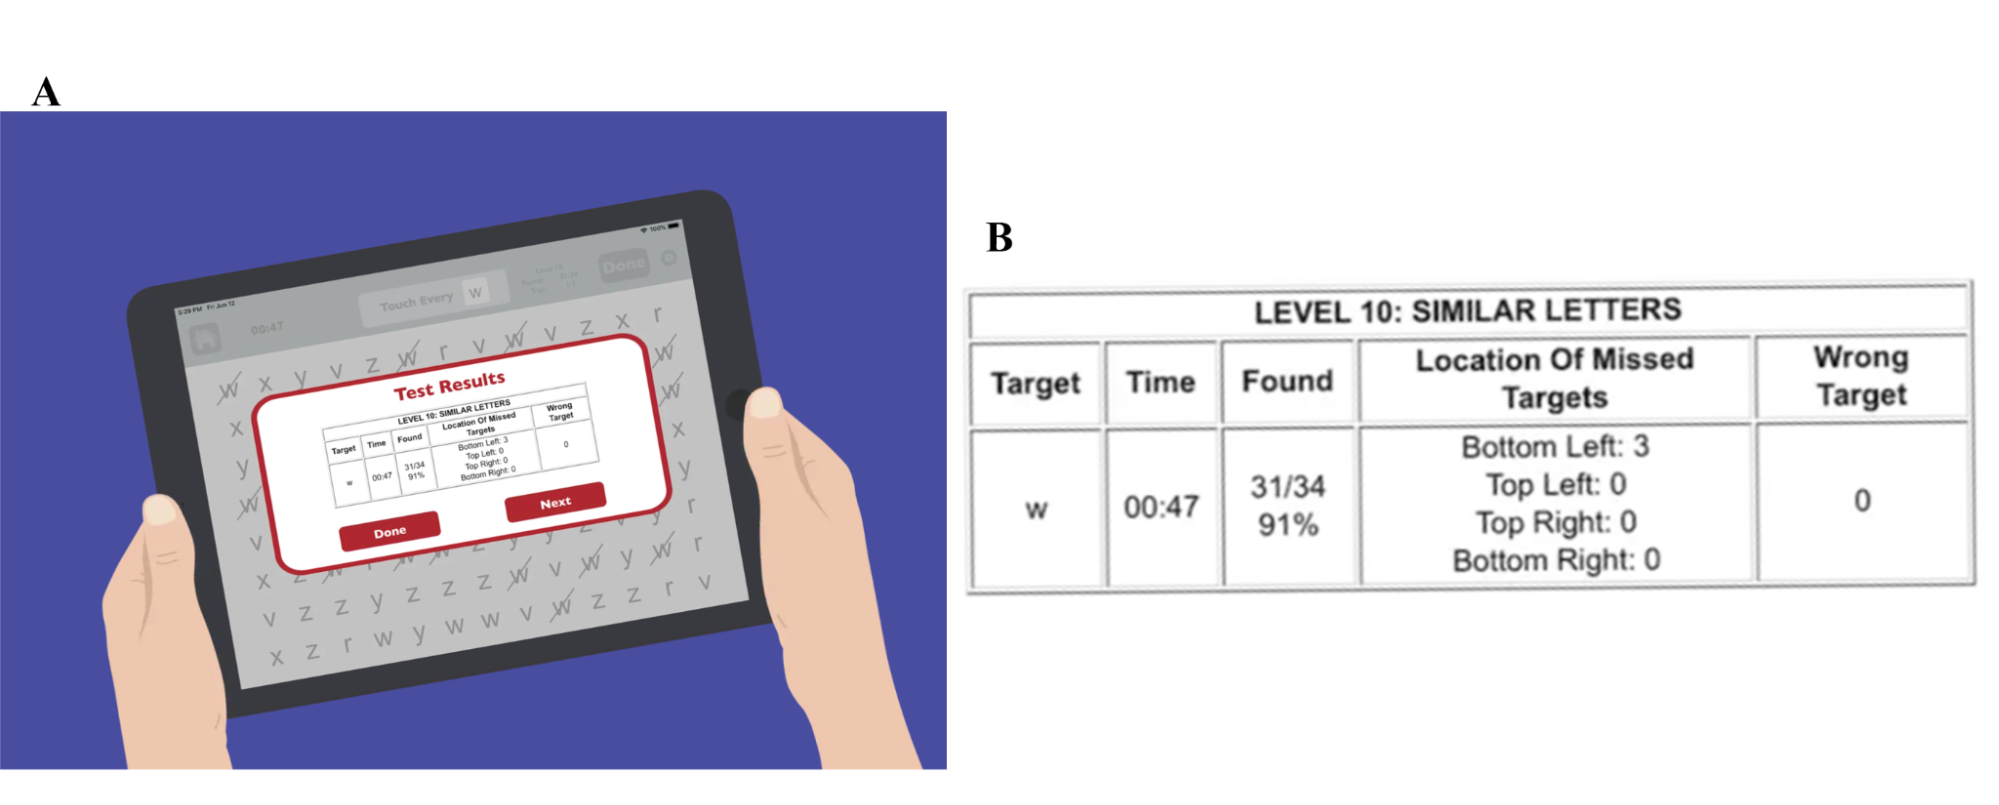 A
3:29 PM Fri Jun 12
100%
00:47
Touch Every w
Done
w x y v z w r v w v z x r
x
w
y
w
w
x
v
y
Test Results
LEVEL 10: SIMILAR LETTERS
Target Time Found Location Of Missed Targets Wrong Target
w 00:47 31/34 91% Bottom Left: 3
Top Left: 0
Top Right: 0
Bottom Right: 0
0
Done Next
v z z y z z z w v w y w r
x z r w y w w v w z z r v
B
LEVEL 10: SIMILAR LETTERS
Target Time Found Location Of Missed Targets Wrong Target
w 00:47 31/34 91% Bottom Left: 3
Top Left: 0
Top Right: 0
Bottom Right: 0
0